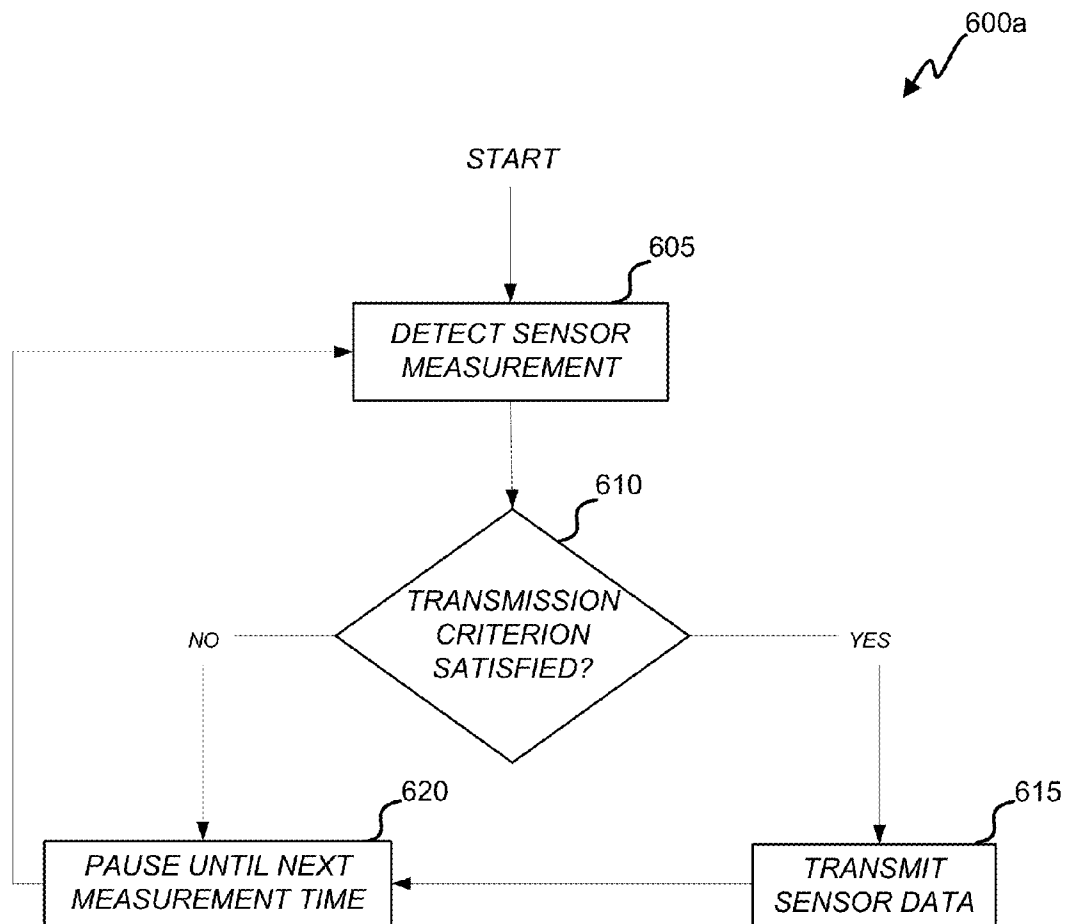 600a
START
605
DETECT SENSOR
MEASUREMENT
610
TRANSMISSION
CRITERION
SATISFIED?
NO
YES
620
615
PAUSE UNTIL NEXT
MEASUREMENT TIME
TRANSMIT
SENSOR DATA